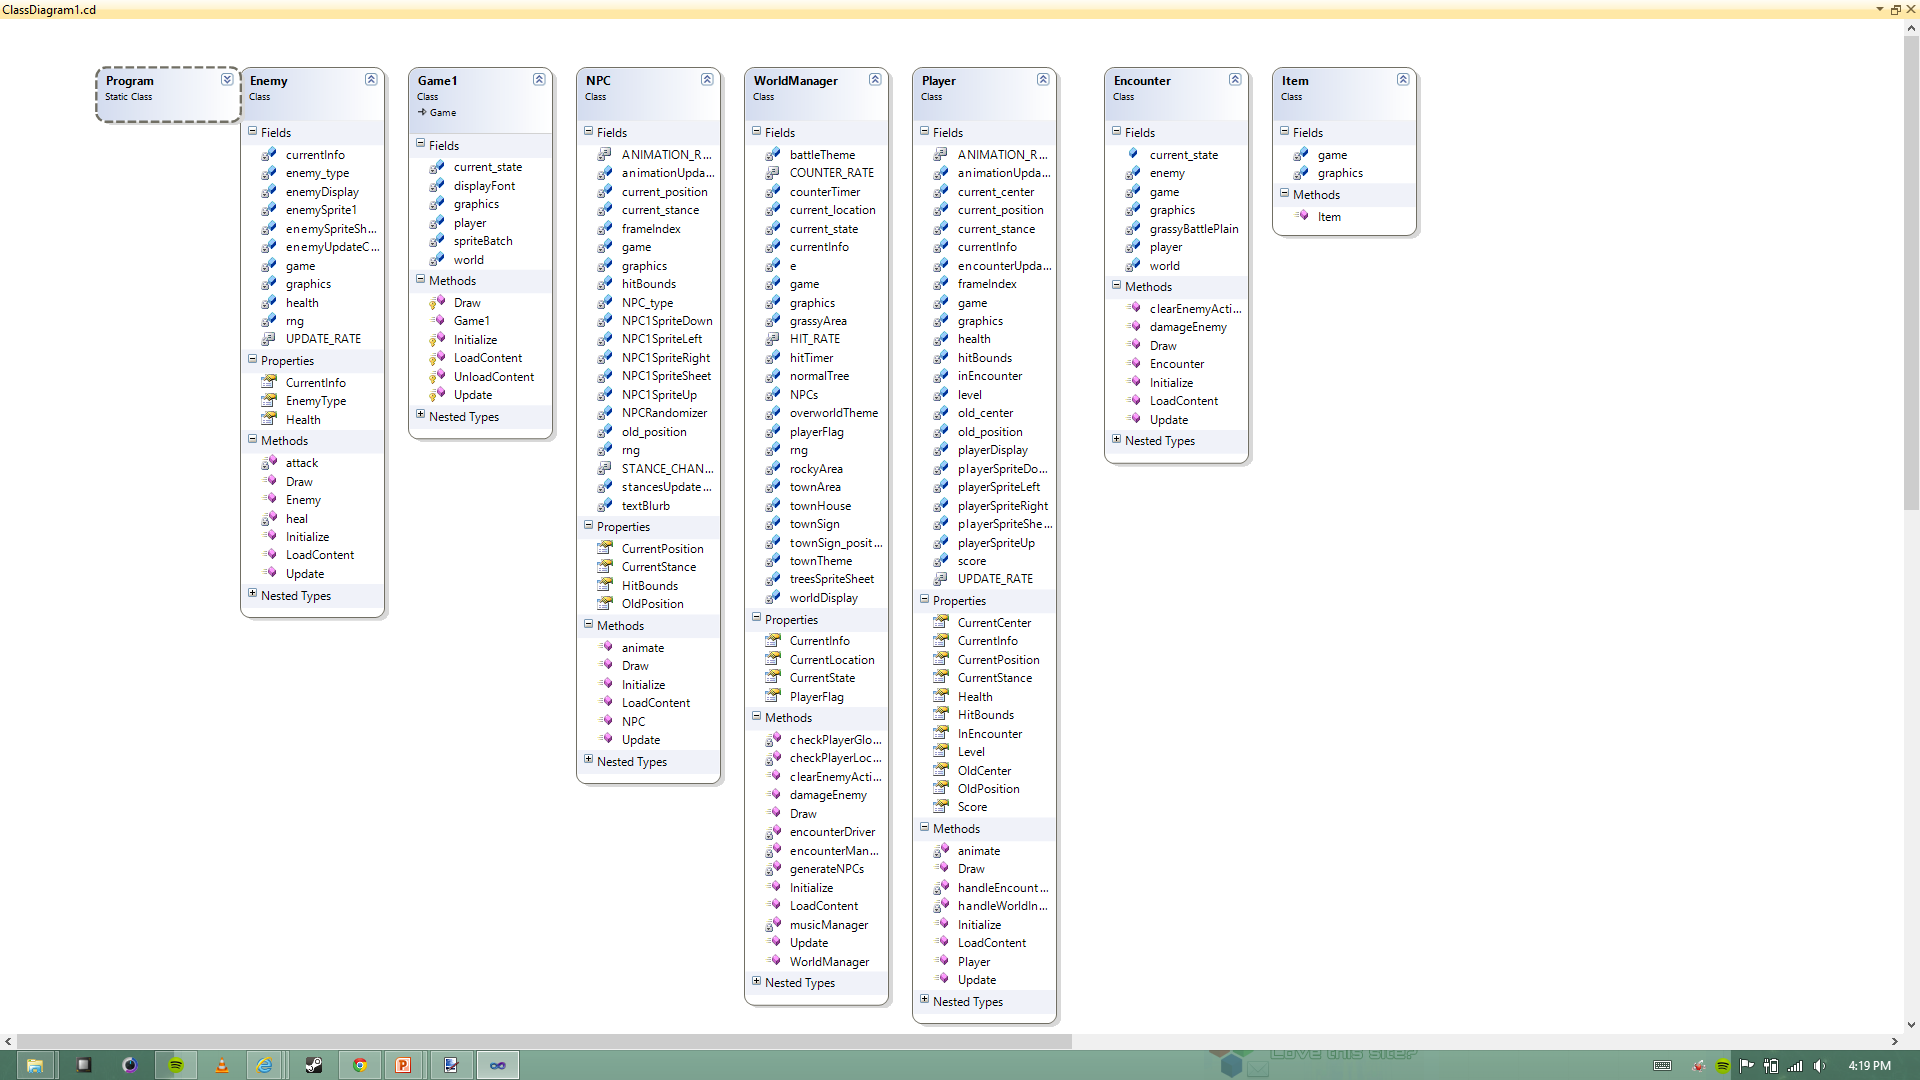 ClassDiagram1.cd
Program
Static Class
Enemy
Class
Fields
currentInfo
enemy_type
enemyDisplay
enemySprite1
enemySpriteSh...
enemyUpdateC...
game
graphics
health
rng
UPDATE_RATE
Properties
CurrentInfo
EnemyType
Health
Methods
attack
Draw
Enemy
heal
Initialize
LoadContent
Update
Nested Types
Game1
Class
Game
Fields
current_state
displayFont
graphics
player
spriteBatch
world
Methods
Draw
Game1
Initialize
LoadContent
UnloadContent
Update
Nested Types
NPC
Class
Fields
ANIMATION_R...
animationUpda...
current_position
current_stance
frameIndex
game
graphics
hitBounds
NPC_type
NPC1SpriteDown
NPC1SpriteLeft
NPC1SpriteRight
NPC1SpriteSheet
NPC1SpriteUp
NPCRandomizer
old_position
rng
STANCE_CHAN...
stancesUpdate...
textBlurb
Properties
CurrentPosition
CurrentStance
HitBounds
OldPosition
Methods
animate
Draw
Initialize
LoadContent
NPC
Update
Nested Types
WorldManager
Class
Fields
battleTheme
COUNTER_RATE
counterTimer
current_location
current_state
currentInfo
e
game
graphics
grassyArea
HIT_RATE
hitTimer
normalTree
NPCs
overworldTheme
playerFlag
rng
rockyArea
townArea
townHouse
townSign
townSign_posit...
townTheme
treesSpriteSheet
worldDisplay
Properties
CurrentInfo
CurrentLocation
CurrentState
PlayerFlag
Methods
checkPlayerGlo...
checkPlayerLoc...
clearEnemyActi...
damageEnemy
Draw
encounterDriver
encounterMan...
generateNPCs
Initialize
LoadContent
musicManager
Update
WorldManager
Nested Types
Player
Class
Fields
ANIMATION_R...
animationUpda...
current_center
current_position
current_stance
currentInfo
encounterUpda...
frameIndex
game
graphics
health
hitBounds
inEncounter
level
old_center
old_position
playerDisplay
playerSpriteDo...
playerSpriteLeft
playerSpriteRight
playerSpriteShe...
playerSpriteUp
score
UPDATE_RATE
Properties
CurrentCenter
CurrentInfo
CurrentPosition
CurrentStance
Health
HitBounds
InEncounter
Level
OldCenter
OldPosition
Score
Methods
animate
Draw
handleEncount...
handleWorldIn...
Initialize
LoadContent
Player
Update
Nested Types
Encounter
Class
Fields
current_state
enemy
game
graphics
grassyBattlePlain
player
world
Methods
clearEnemyActi...
damageEnemy
Draw
Encounter
Initialize
LoadContent
Update
Nested Types
Item
Class
Fields
game
graphics
Methods
Item
Love this site?
4:19 PM